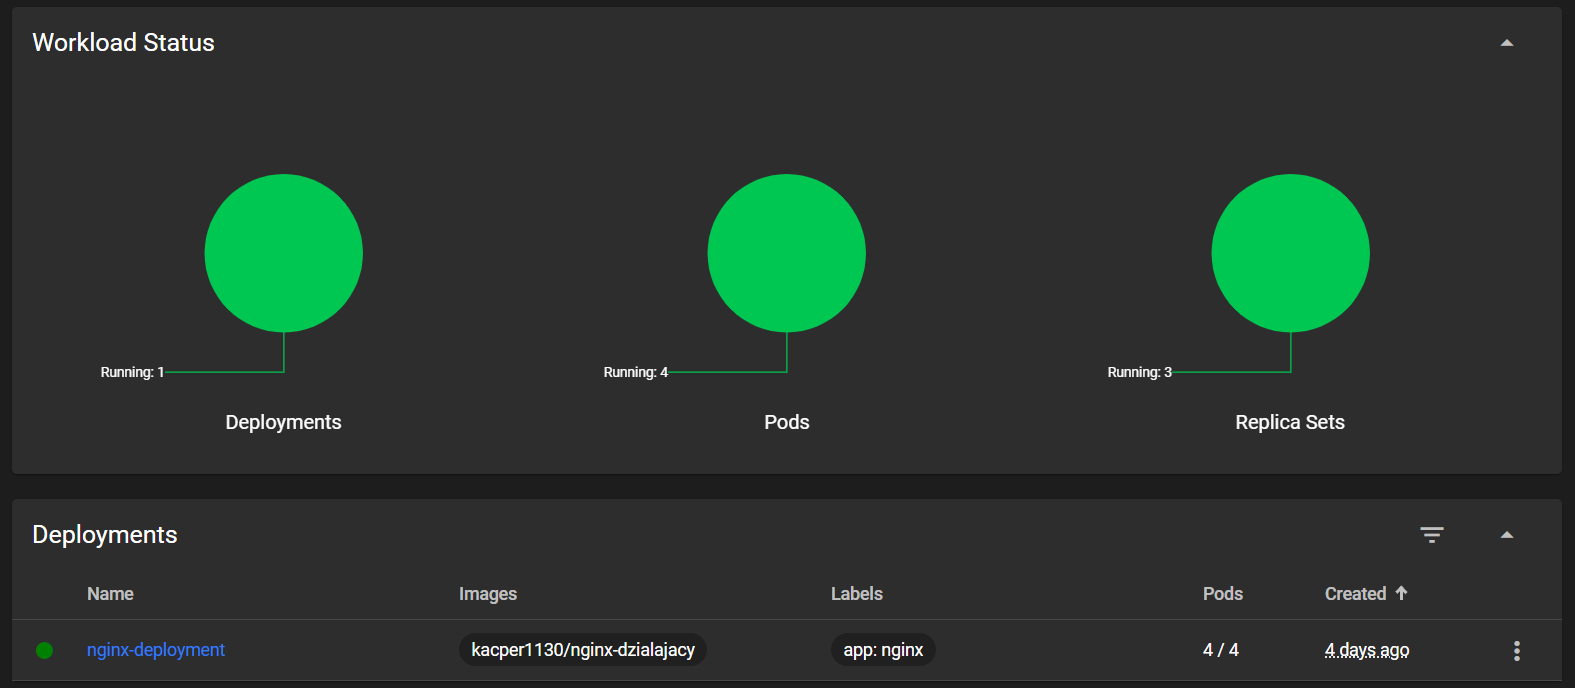 Workload Status
Running: 1
Running: 4
Running: 3
Deployments
Pods
Replica Sets
Deployments
Name Images Labels Pods Created
nginx-deployment kacper1130/nginx-dzialajacy app: nginx 4 / 4 4 days ago